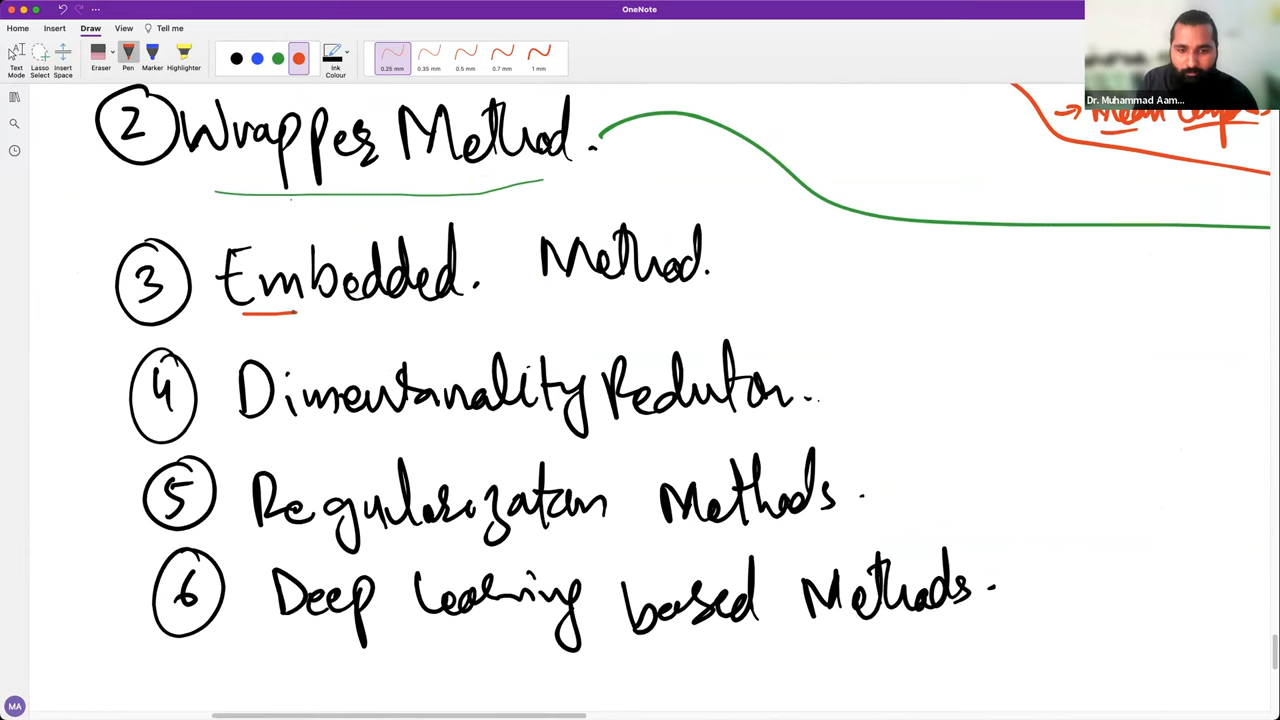 OneNote
Home Insert Draw View Tell me
Text Mode
Lasso Select
Insert Space
Eraser
Pen
Marker
Highlighter
Ink Colour
0.25 mm
0.35 mm
0.5 mm
0.7 mm
1 mm
Dr. Muhammad Aam...
→ Mean
2 Wrapper Method.
3 Embedded. Method.
4 Dimentanality Redution.
5 Regularization Methods.
6 Deep learning based Methods.
MA